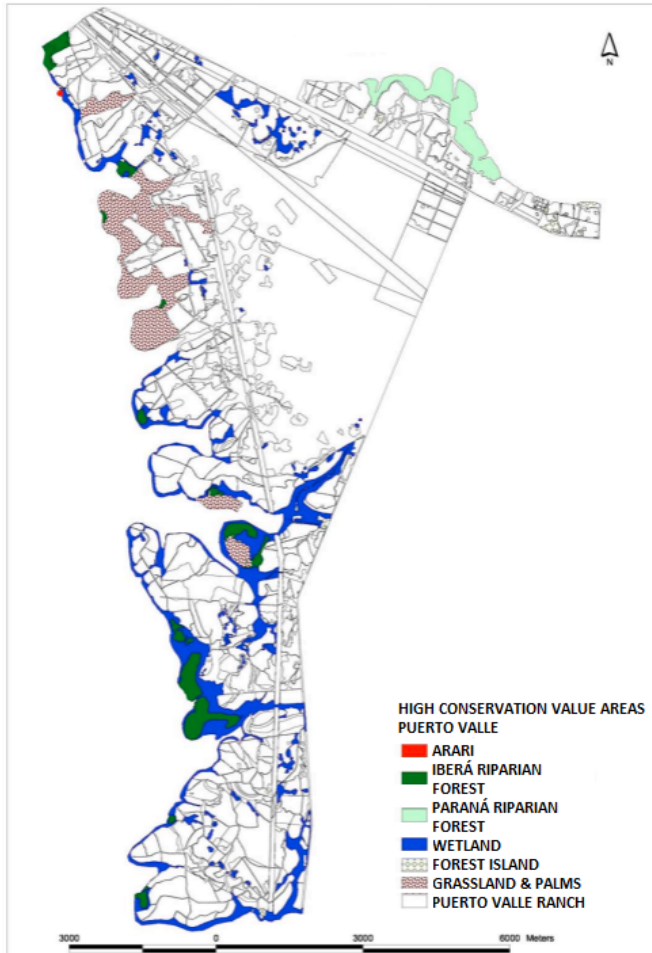 N
HIGH CONSERVATION VALUE AREAS
PUERTO VALLE
ARARI
IBERÁ RIPARIAN
FOREST
PARANÁ RIPARIAN
FOREST
WETLAND
FOREST ISLAND
GRASSLAND & PALMS
PUERTO VALLE RANCH
3000 0 3000 6000 Meters